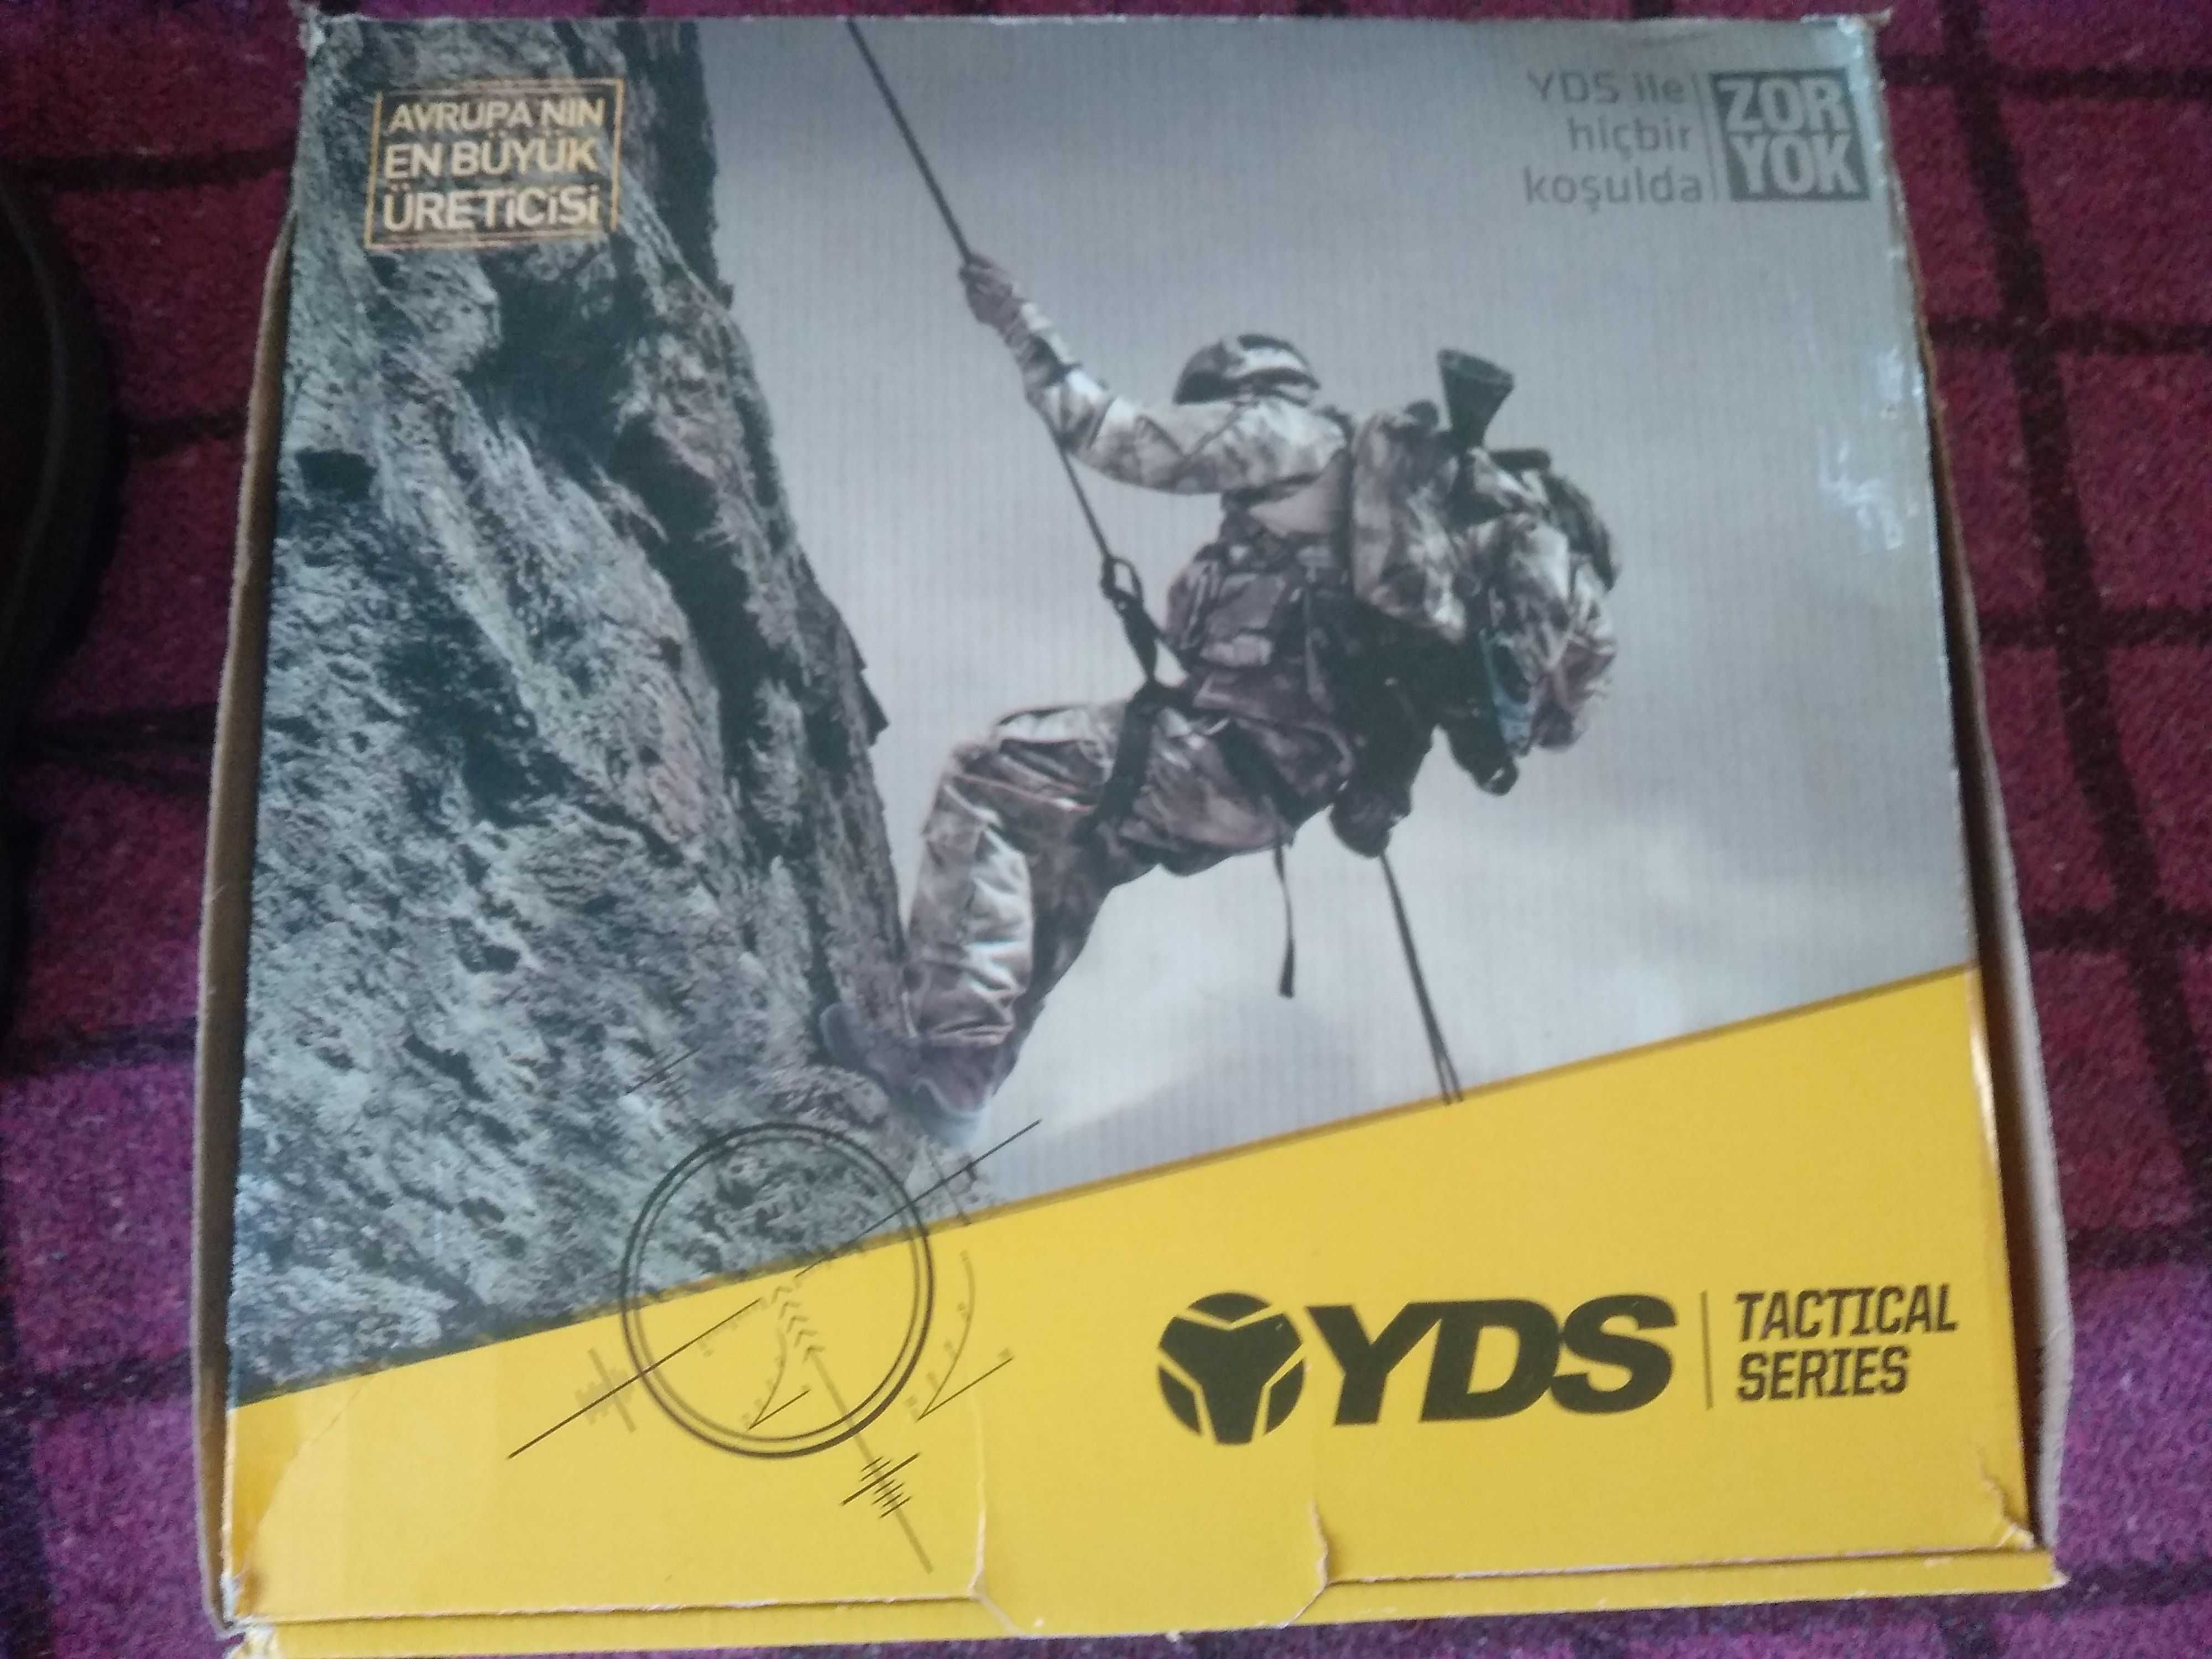 AVRUPA'NIN
EN BÜYÜK
ÜRETİCİSİ
YDS ile
hiçbir
koşulda
ZOR
YOK
YDS
TACTICAL
SERIES